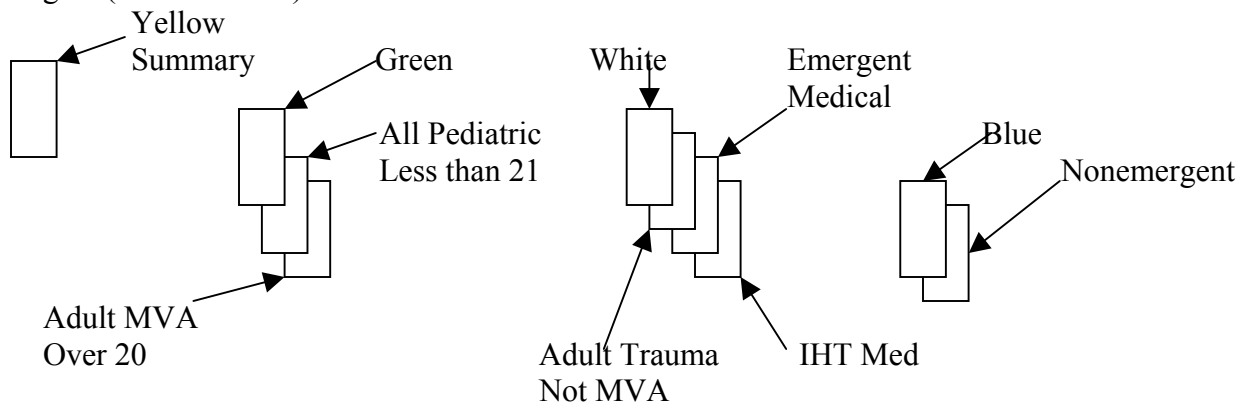 Yellow
Summary
Green
All Pediatric
Less than 21
Adult MVA
Over 20
White
Emergent
Medical
Adult Trauma
Not MVA
IHT Med
Blue
Nonemergent